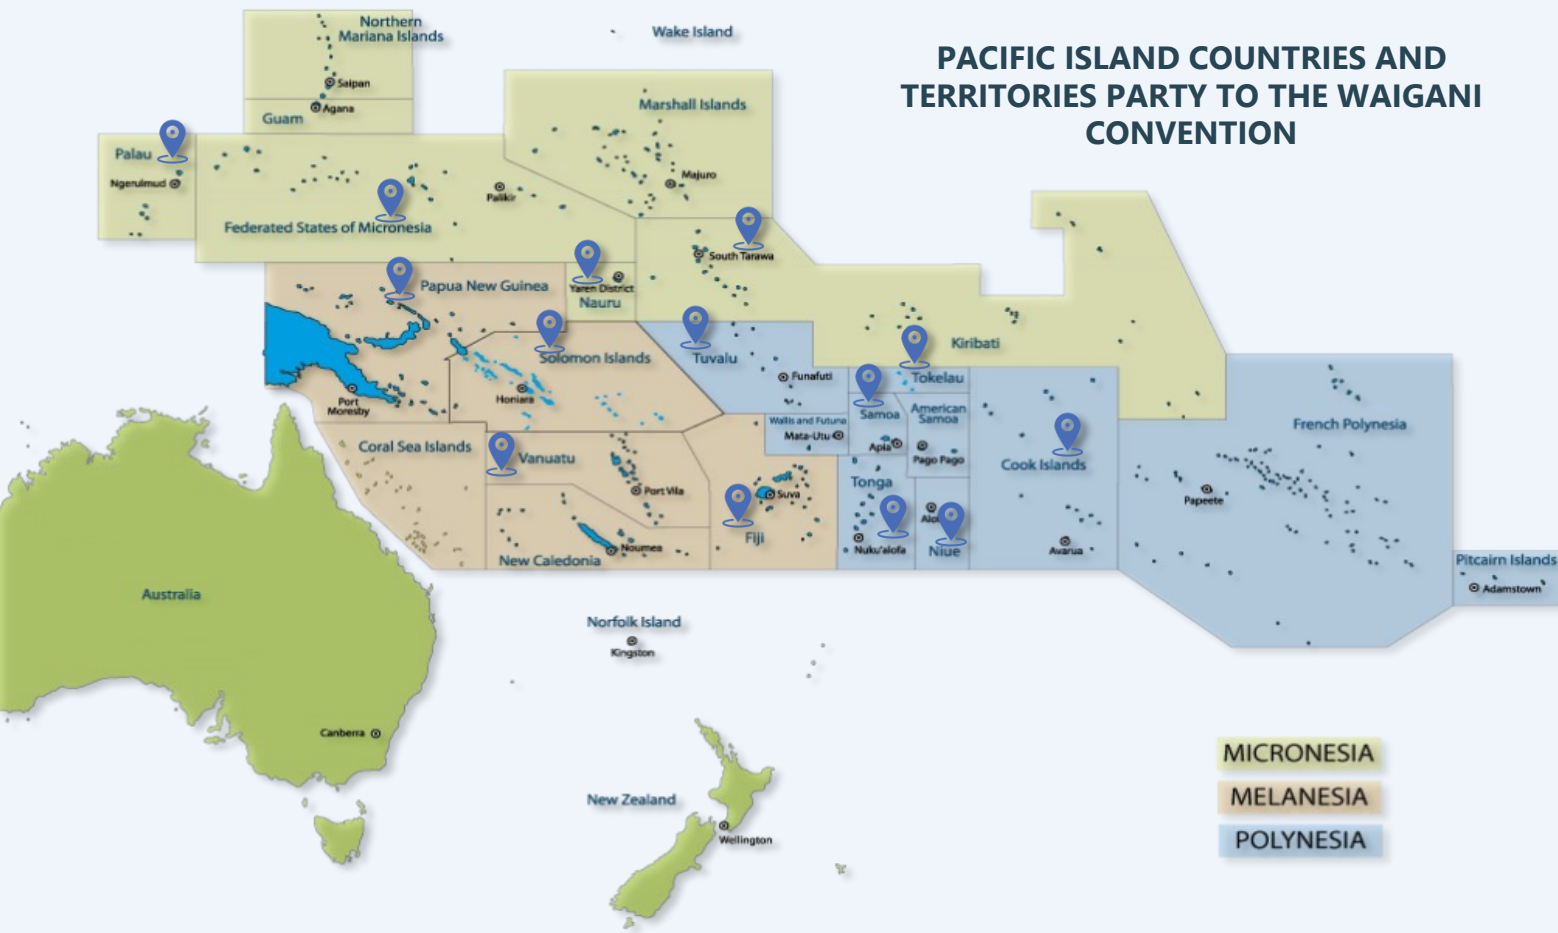 PACIFIC ISLAND COUNTRIES AND
TERRITORIES PARTY TO THE WAIGANI
CONVENTION
Northern
Mariana Islands
Wake Island
Saipan
Agana
Guam
Marshall Islands
Majuro
Palau
Ngerulmud
Palikir
Federated States of Micronesia
South Tarawa
Papua New Guinea
Yaren District
Nauru
Kiribati
Solomon Islands
Tuvalu
Funafuti
Tokelau
Honiara
Port
Moresby
Samoa
American
Samoa
Wallis and Futuna
Mata-Utu
Apia
Pago Pago
French Polynesia
Coral Sea Islands
Vanuatu
Cook Islands
Port Vila
Suva
Tonga
Papeete
Fiji
Noumea
New Caledonia
Nuku'alofa
Niue
Avarua
Pitcairn Islands
Adamstown
Australia
Norfolk Island
Kingston
Canberra
New Zealand
Wellington
MICRONESIA
MELANESIA
POLYNESIA